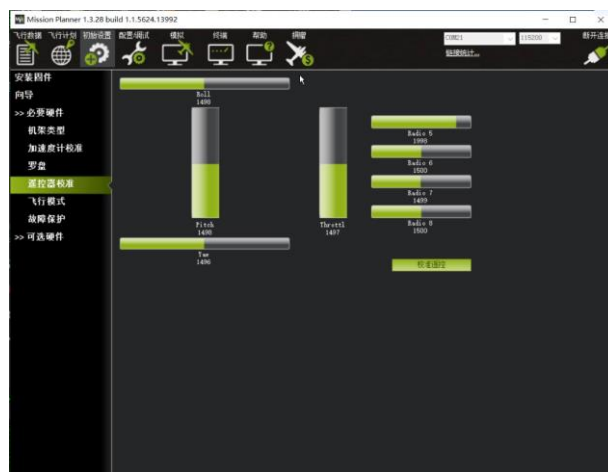 Mission Planner 1.3.28 build 1.1.5624.13992
飞行数据 飞行计划 初始设置 配置/调试 模拟 终端 帮助 捐赠
COM21 115200 断开连接
链接统计...
安装固件
向导
>> 必要硬件
机架类型
加速度计校准
罗盘
遥控器校准
飞行模式
故障保护
>> 可选硬件
Roll
1499
Radio 5
1998
Radio 6
1500
Radio 7
1499
Radio 8
1500
Pitch
1498
Throttl
1497
Yaw
1496
校准遥控